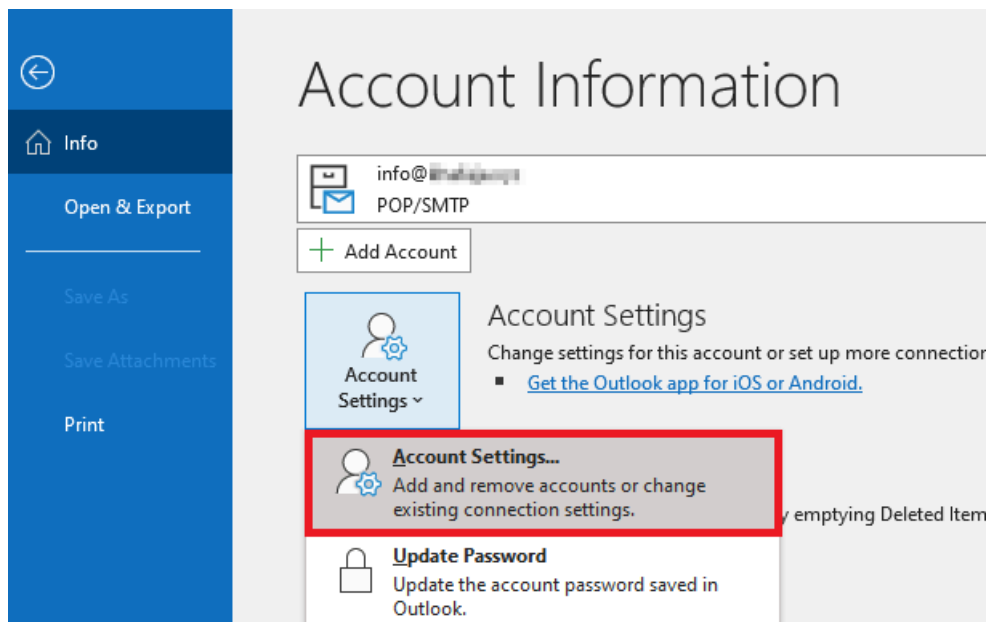 Account Information
Info
info@
POP/SMTP
Open & Export
Add Account
Save As
Account Settings
Change settings for this account or set up more connection
Save Attachments
Account
Settings
Get the Outlook app for iOS or Android.
Print
Account Settings...
Add and remove accounts or change
existing connection settings.
y emptying Deleted Item
Update Password
Update the account password saved in
Outlook.